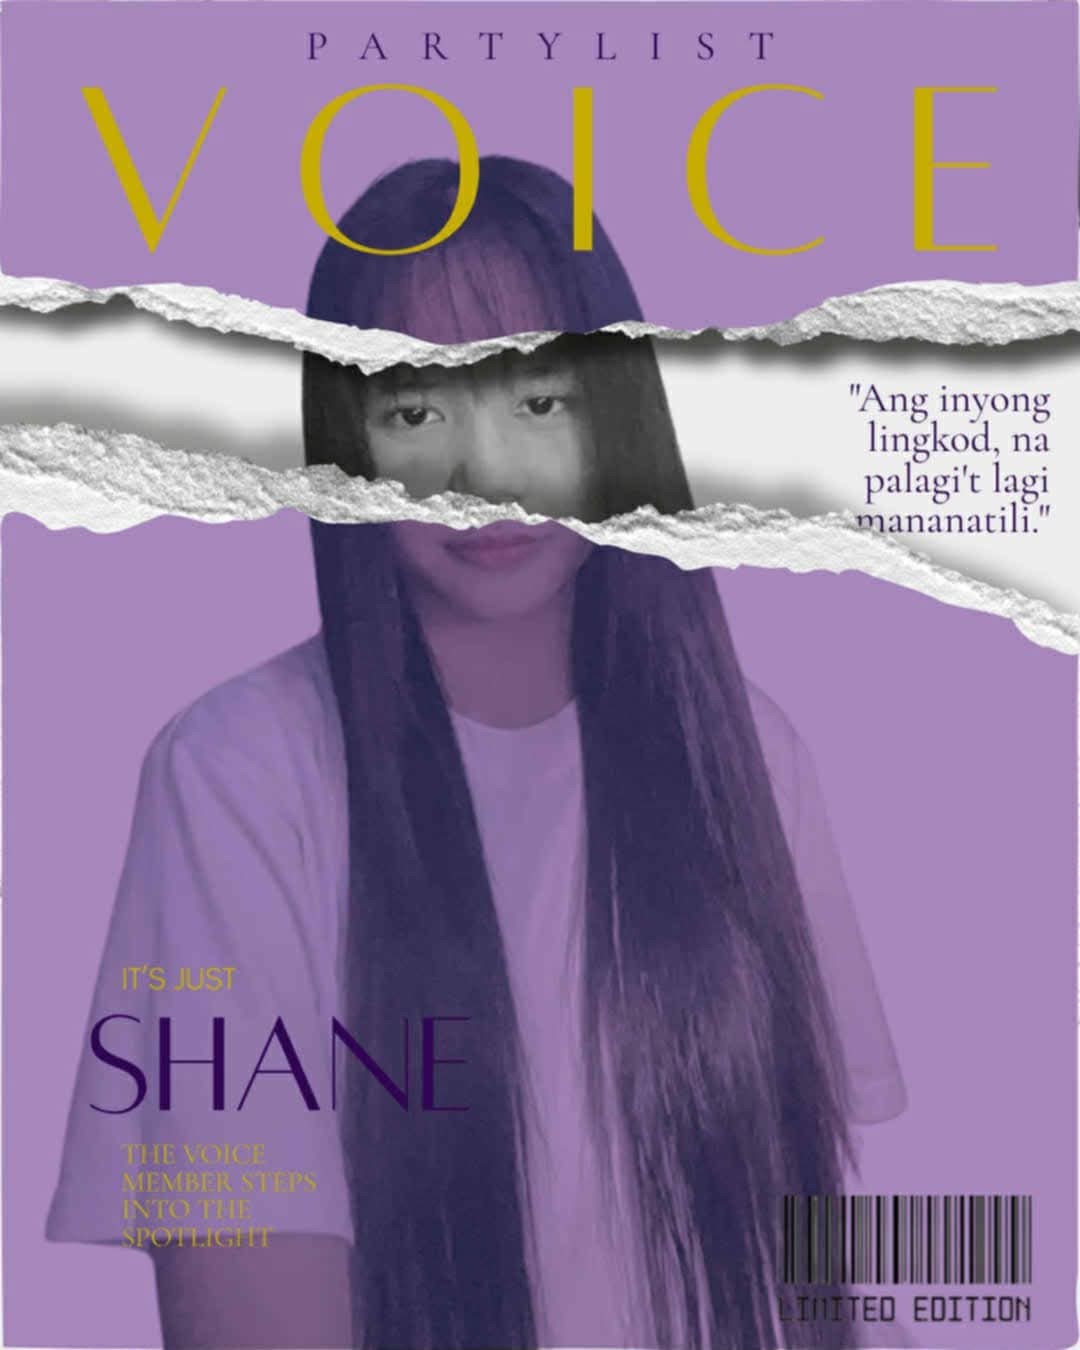 PARTYLIST
VOICE
"Ang inyong
lingkod, na
palagi't lagi
mananatili."
IT'S JUST
SHANE
THE VOICE
MEMBER STEPS
INTO THE
SPOTLIGHT
LIMITED EDITION